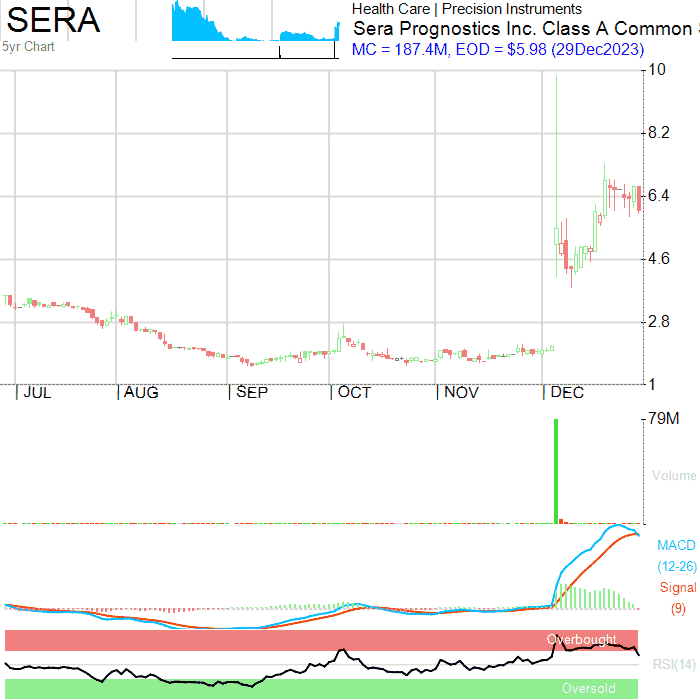 SERA
Health Care | Precision Instruments
5yr Chart
Sera Prognostics Inc. Class A Common
MC = 187.4M, EOD = $5.98 (29Dec2023)
10
8.2
6.4
4.6
2.8
1
JUL AUG SEP OCT NOV DEC
79M
Volume
MACD
(12-26)
Signal
(9)
Overbought
RSI(14)
Oversold